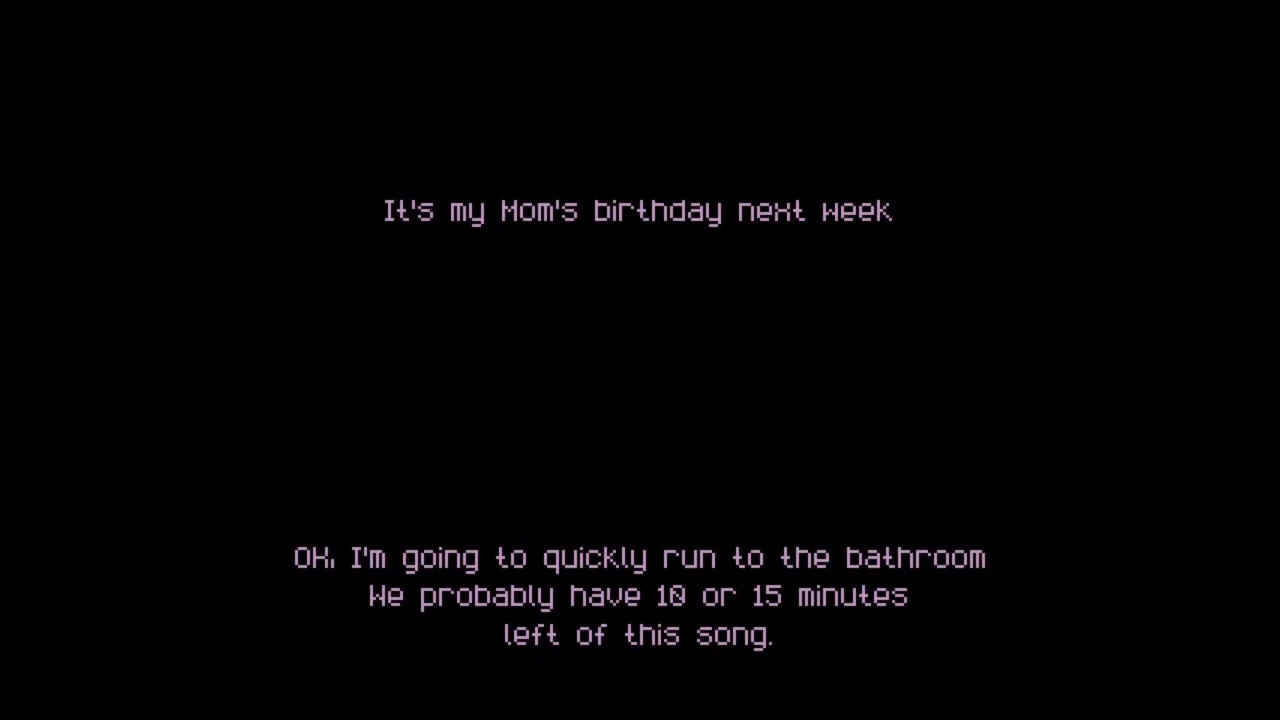 It's my Mom's birthday next week
OK, I'm going to quickly run to the bathroom
We probably have 10 or 15 minutes
left of this song.